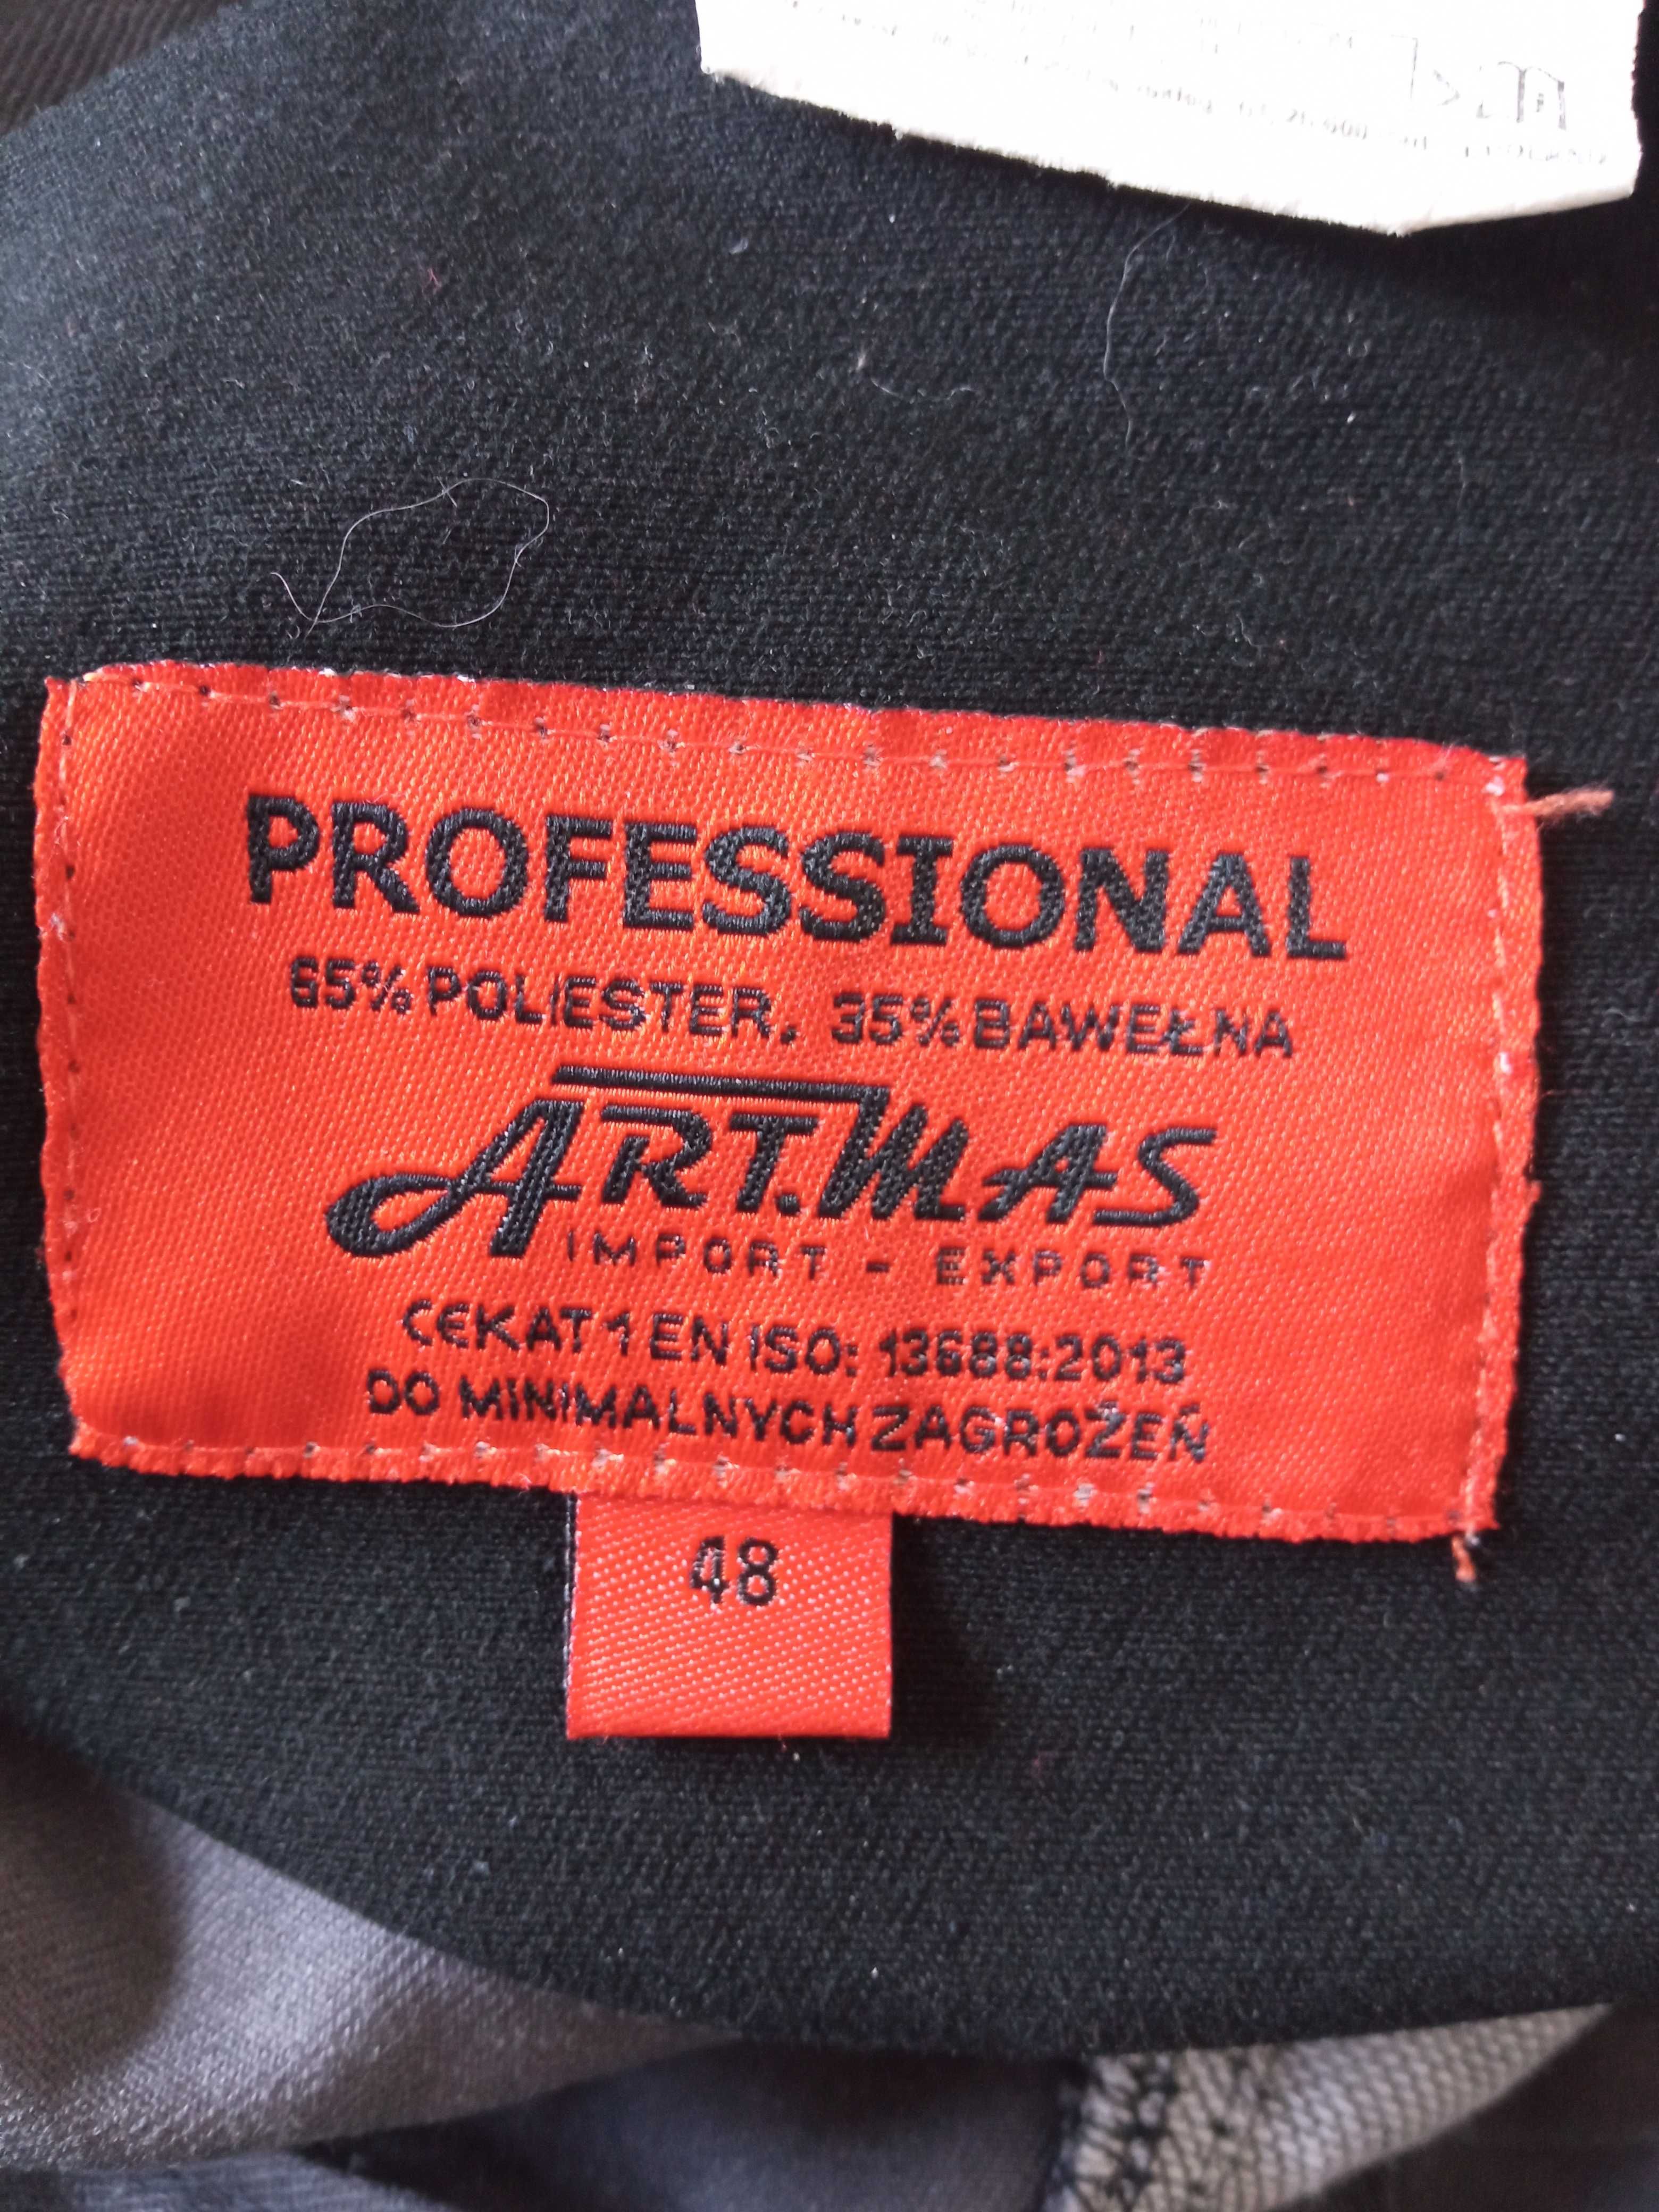 PROFESSIONAL
65% POLIESTER, 35% BAWEŁNA
ART.MAS
IMPORT - EXPORT
CE KAT 1 EN ISO: 13688:2013
DO MINIMALNYCH ZAGROŻEŃ
48